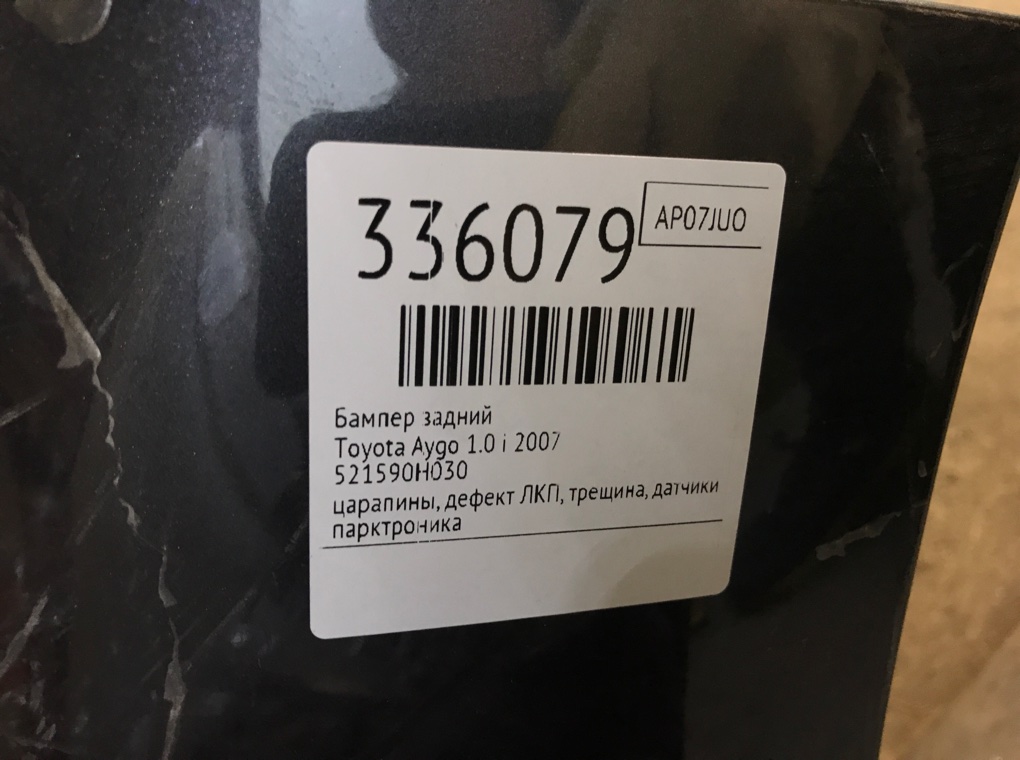 336079
AP07JUO
Бампер задний
Toyota Aygo 1.0 i 2007
521590H030
царапины, дефект ЛКП, трещина, датчики
парктроника